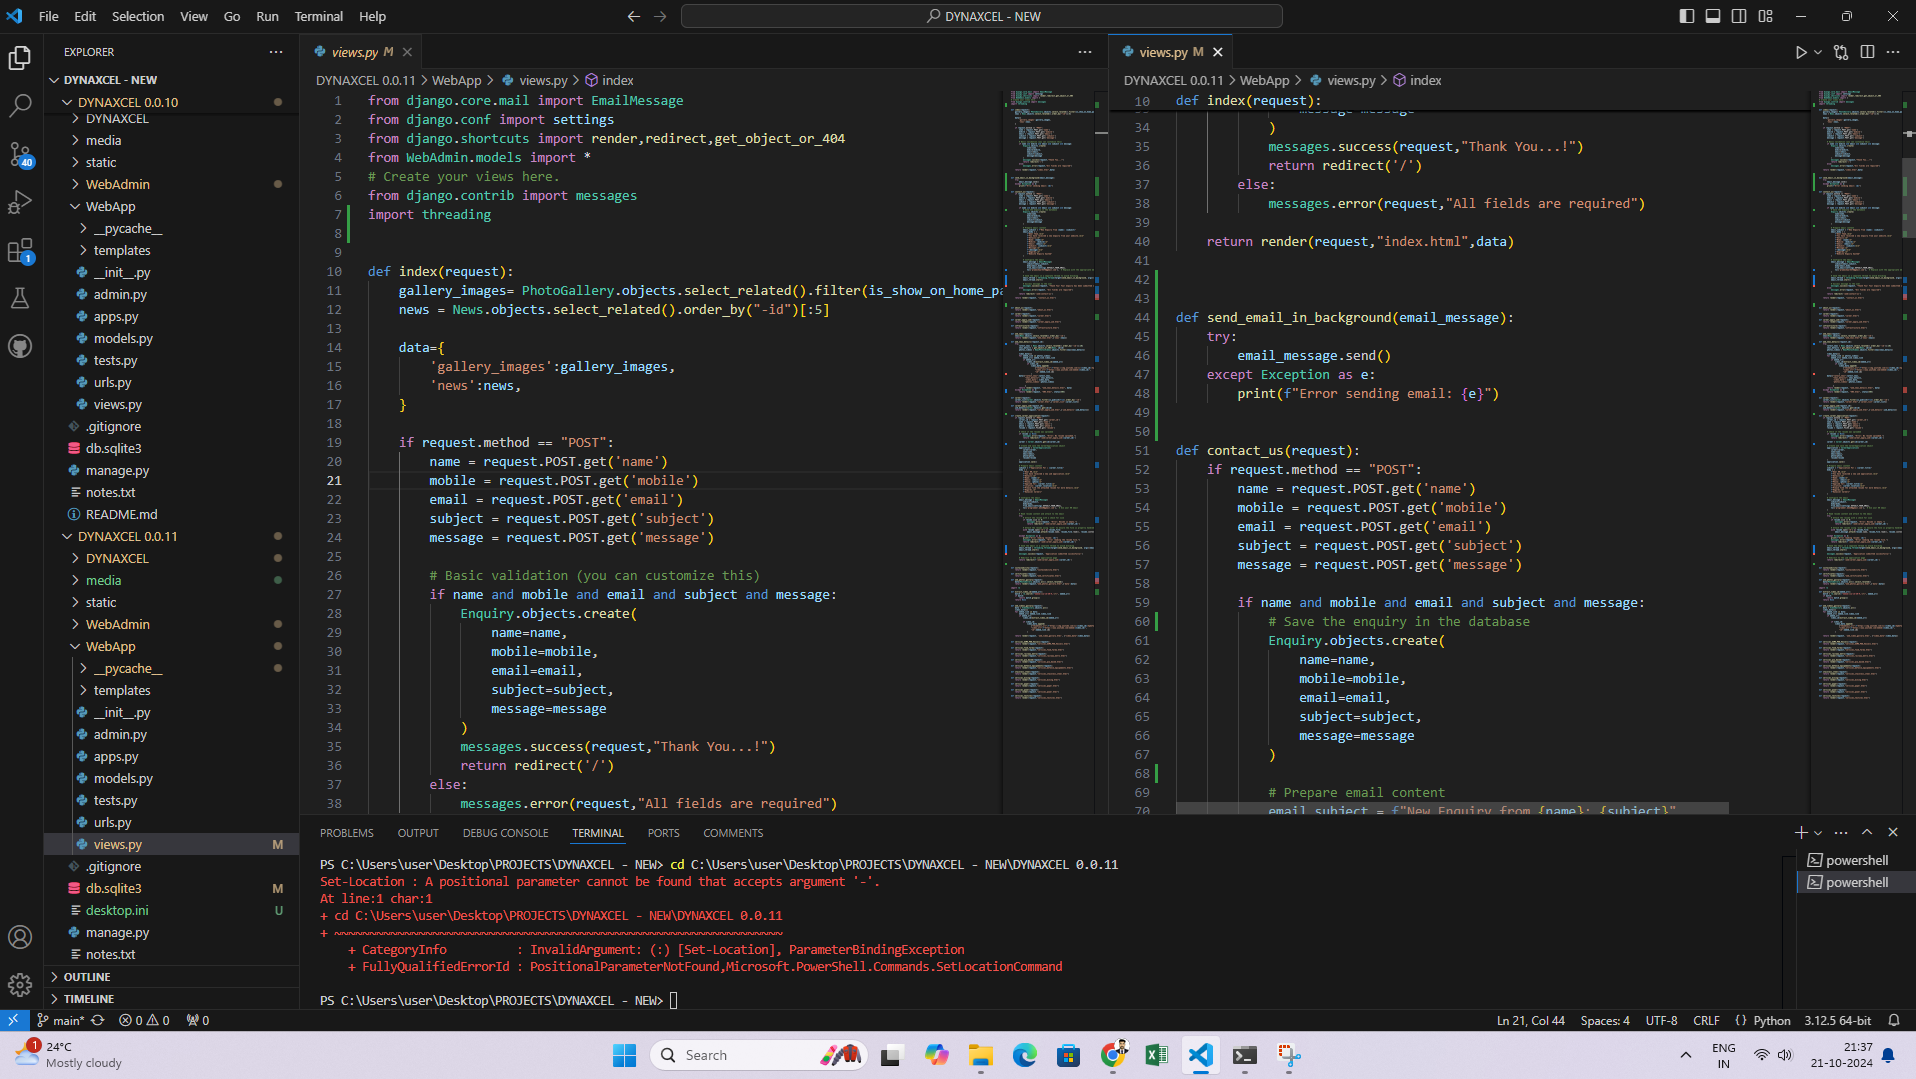 File Edit Selection View Go Run Terminal Help
DYNAXCEL - NEW
EXPLORER
DYNAXCEL - NEW
DYNAXCEL 0.0.10
DYNAXCEL
media
static
WebAdmin
WebApp
__pycache__
templates
__init__.py
admin.py
apps.py
models.py
tests.py
urls.py
views.py
.gitignore
db.sqlite3
manage.py
notes.txt
README.md
DYNAXCEL 0.0.11
DYNAXCEL
media
static
WebAdmin
WebApp
__pycache__
templates
__init__.py
admin.py
apps.py
models.py
tests.py
urls.py
views.py M
.gitignore
db.sqlite3 M
desktop.ini U
manage.py
notes.txt
OUTLINE
TIMELINE
40
1
views.py M
DYNAXCEL 0.0.11 > WebApp > views.py > index
1 from django.core.mail import EmailMessage
2 from django.conf import settings
3 from django.shortcuts import render,redirect,get_object_or_404
4 from WebAdmin.models import *
5 # Create your views here.
6 from django.contrib import messages
7 import threading
8
9
10 def index(request):
11 gallery_images= PhotoGallery.objects.select_related().filter(is_show_on_home_pa
12 news = News.objects.select_related().order_by("-id")[:5]
13
14 data={
15 'gallery_images':gallery_images,
16 'news':news,
17 }
18
19 if request.method == "POST":
20 name = request.POST.get('name')
21 mobile = request.POST.get('mobile')
22 email = request.POST.get('email')
23 subject = request.POST.get('subject')
24 message = request.POST.get('message')
25
26 # Basic validation (you can customize this)
27 if name and mobile and email and subject and message:
28 Enquiry.objects.create(
29 name=name,
30 mobile=mobile,
31 email=email,
32 subject=subject,
33 message=message
34 )
35 messages.success(request,"Thank You...!")
36 return redirect('/')
37 else:
38 messages.error(request,"All fields are required")
views.py M
DYNAXCEL 0.0.11 > WebApp > views.py > index
10 def index(request):
34 )
35 messages.success(request,"Thank You...!")
36 return redirect('/')
37 else:
38 messages.error(request,"All fields are required")
39
40 return render(request,"index.html",data)
41
42
43
44 def send_email_in_background(email_message):
45 try:
46 email_message.send()
47 except Exception as e:
48 print(f"Error sending email: {e}")
49
50
51 def contact_us(request):
52 if request.method == "POST":
53 name = request.POST.get('name')
54 mobile = request.POST.get('mobile')
55 email = request.POST.get('email')
56 subject = request.POST.get('subject')
57 message = request.POST.get('message')
58
59 if name and mobile and email and subject and message:
60 # Save the enquiry in the database
61 Enquiry.objects.create(
62 name=name,
63 mobile=mobile,
64 email=email,
65 subject=subject,
66 message=message
67 )
68
69 # Prepare email content
70 email_subject = f"New Enquiry from {name}: {subject}"
PROBLEMS OUTPUT DEBUG CONSOLE TERMINAL PORTS COMMENTS
PS C:\Users\user\Desktop\PROJECTS\DYNAXCEL - NEW> cd C:\Users\user\Desktop\PROJECTS\DYNAXCEL - NEW\DYNAXCEL 0.0.11
Set-Location : A positional parameter cannot be found that accepts argument '-'.
At line:1 char:1
+ cd C:\Users\user\Desktop\PROJECTS\DYNAXCEL - NEW\DYNAXCEL 0.0.11
+ ~~~~~~~~~~~~~~~~~~~~~~~~~~~~~~~~~~~~~~~~~~~~~~~~~~~~~~~~~~~~~~~~
+ CategoryInfo : InvalidArgument: (:) [Set-Location], ParameterBindingException
+ FullyQualifiedErrorId : PositionalParameterNotFound,Microsoft.PowerShell.Commands.SetLocationCommand
PS C:\Users\user\Desktop\PROJECTS\DYNAXCEL - NEW>
powershell
powershell
main* 0 0 0
Ln 21, Col 44 Spaces: 4 UTF-8 CRLF {} Python 3.12.5 64-bit
1
24°C
Mostly cloudy
Search
ENG
IN
21:37
21-10-2024